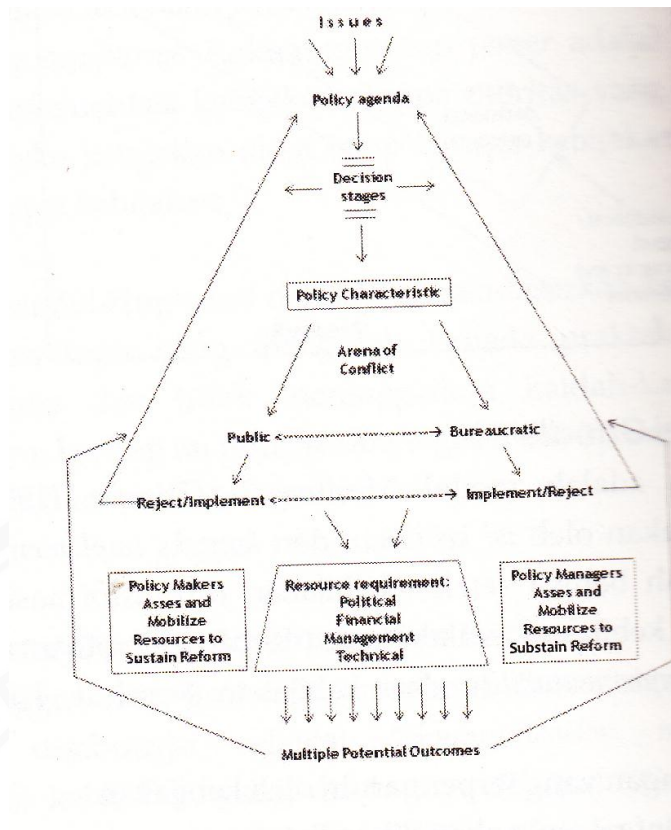 Issues
Policy agenda
Decision
stages
Policy Characteristic
Arena of
Conflict
Public
Bureaucratic
Reject/Implement
Implement/Reject
Policy Makers
Asses and
Mobilize
Resources to
Sustain Reform
Resource requirement:
Political
Financial
Management
Technical
Policy Managers
Asses and
Mobilize
Resources to
Substain Reform
Multiple Potential Outcomes